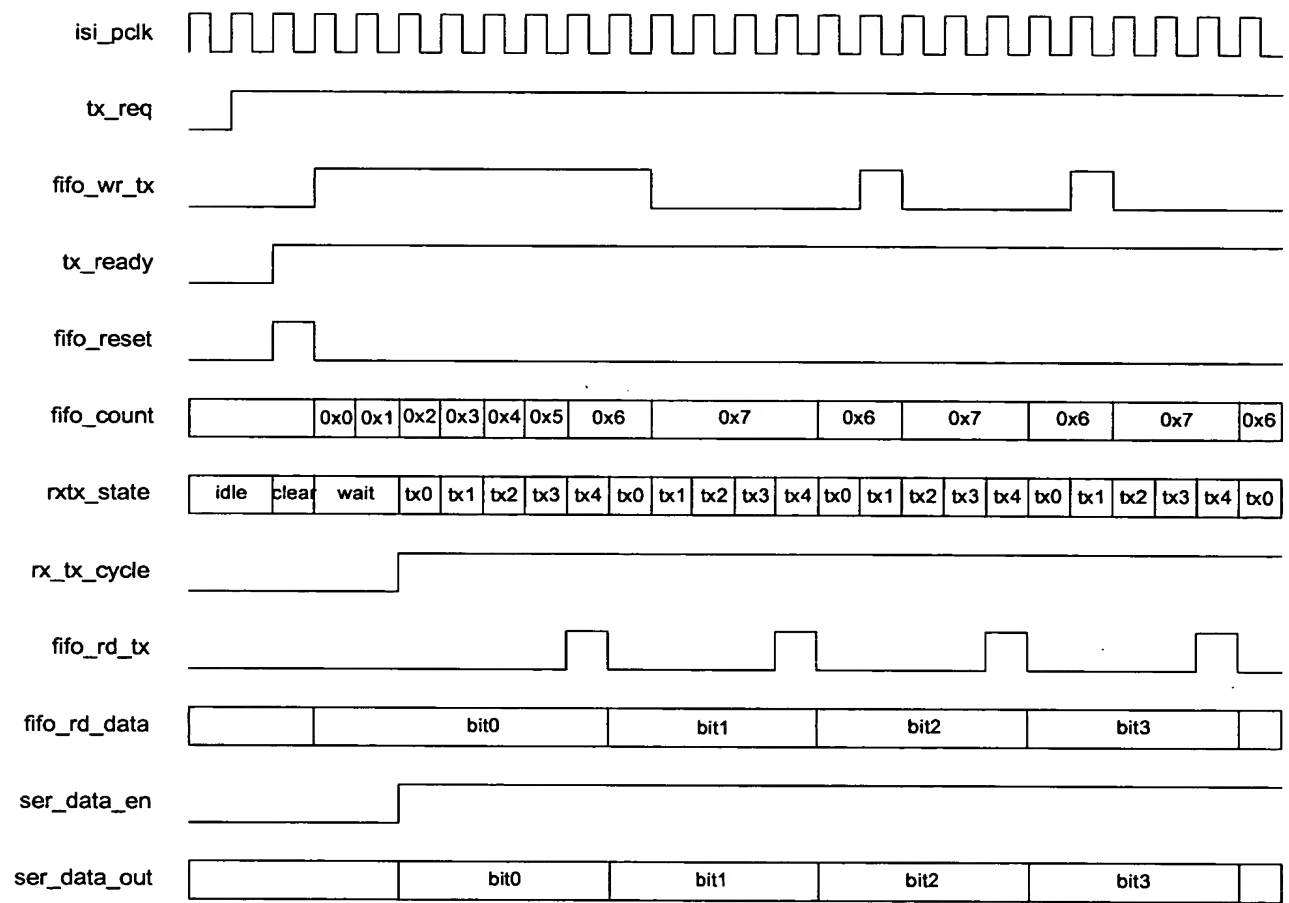 isi_pclk
tx_req
fifo_wr_tx
tx_ready
fifo_reset
fifo_count 0x0 0x1 0x2 0x3 0x4 0x5 0x6 0x7 0x6 0x7 0x6 0x7 0x6
rxtx_state idle clear wait tx0 tx1 tx2 tx3 tx4 tx0 tx1 tx2 tx3 tx4 tx0 tx1 tx2 tx3 tx4 tx0 tx1 tx2 tx3 tx4 tx0
rx_tx_cycle
fifo_rd_tx
fifo_rd_data bit0 bit1 bit2 bit3
ser_data_en
ser_data_out bit0 bit1 bit2 bit3